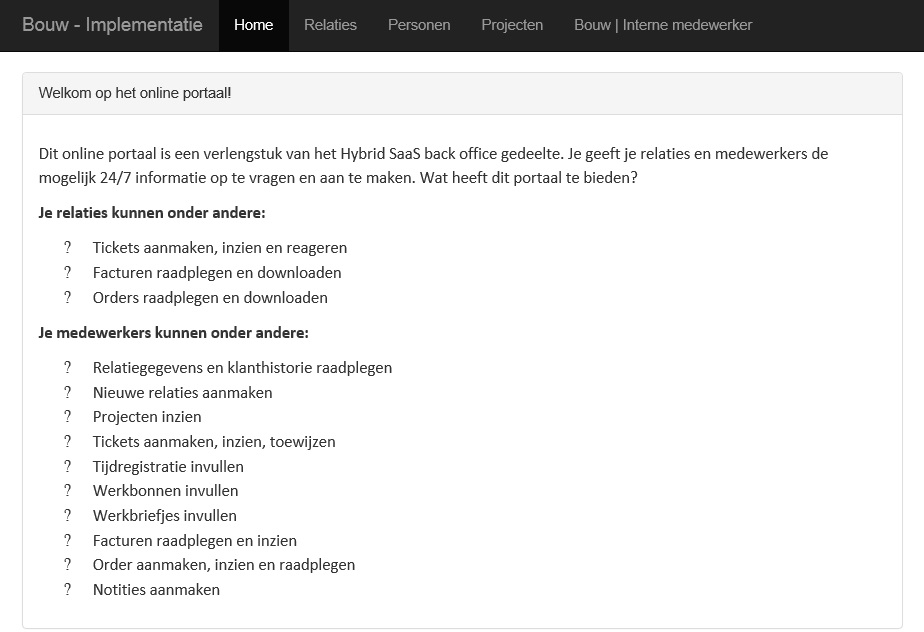 Bouw - Implementatie Home Relaties Personen Projecten Bouw | Interne medewerker
Welkom op het online portaal!
Dit online portaal is een verlengstuk van het Hybrid SaaS back office gedeelte. Je geeft je relaties en medewerkers de
mogelijk 24/7 informatie op te vragen en aan te maken. Wat heeft dit portaal te bieden?
Je relaties kunnen onder andere:
? Tickets aanmaken, inzien en reageren
? Facturen raadplegen en downloaden
? Orders raadplegen en downloaden
Je medewerkers kunnen onder andere:
? Relatiegegevens en klanthistorie raadplegen
? Nieuwe relaties aanmaken
? Projecten inzien
? Tickets aanmaken, inzien, toewijzen
? Tijdregistratie invullen
? Werkbonnen invullen
? Werkbriefjes invullen
? Facturen raadplegen en inzien
? Order aanmaken, inzien en raadplegen
? Notities aanmaken